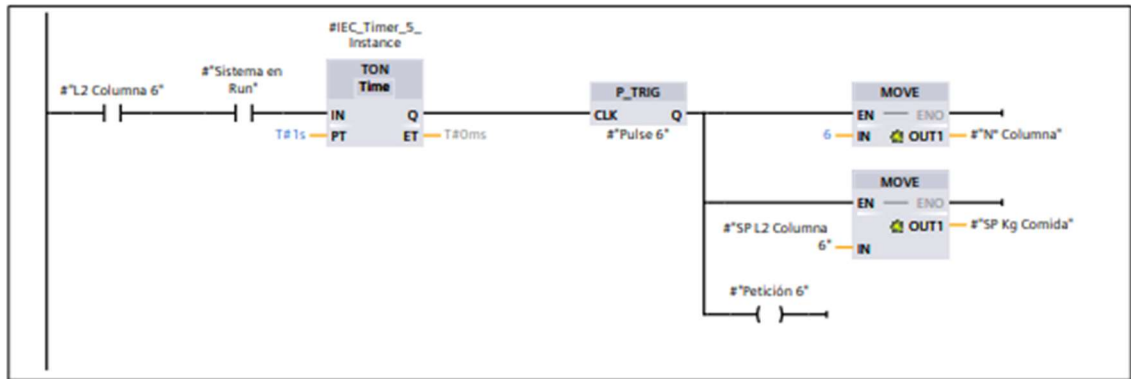 #IEC_Timer_5_
Instance
#"L2 Columna 6"
#"Sistema en
Run"
TON
Time
IN Q
T#1s PT ET T#0ms
P_TRIG
CLK Q
#"Pulse 6"
MOVE
EN ENO
6 IN OUT1 #"N° Columna"
MOVE
EN ENO
OUT1 #"SP Kg Comida"
#"SP L2 Columna
6" IN
#"Petición 6"